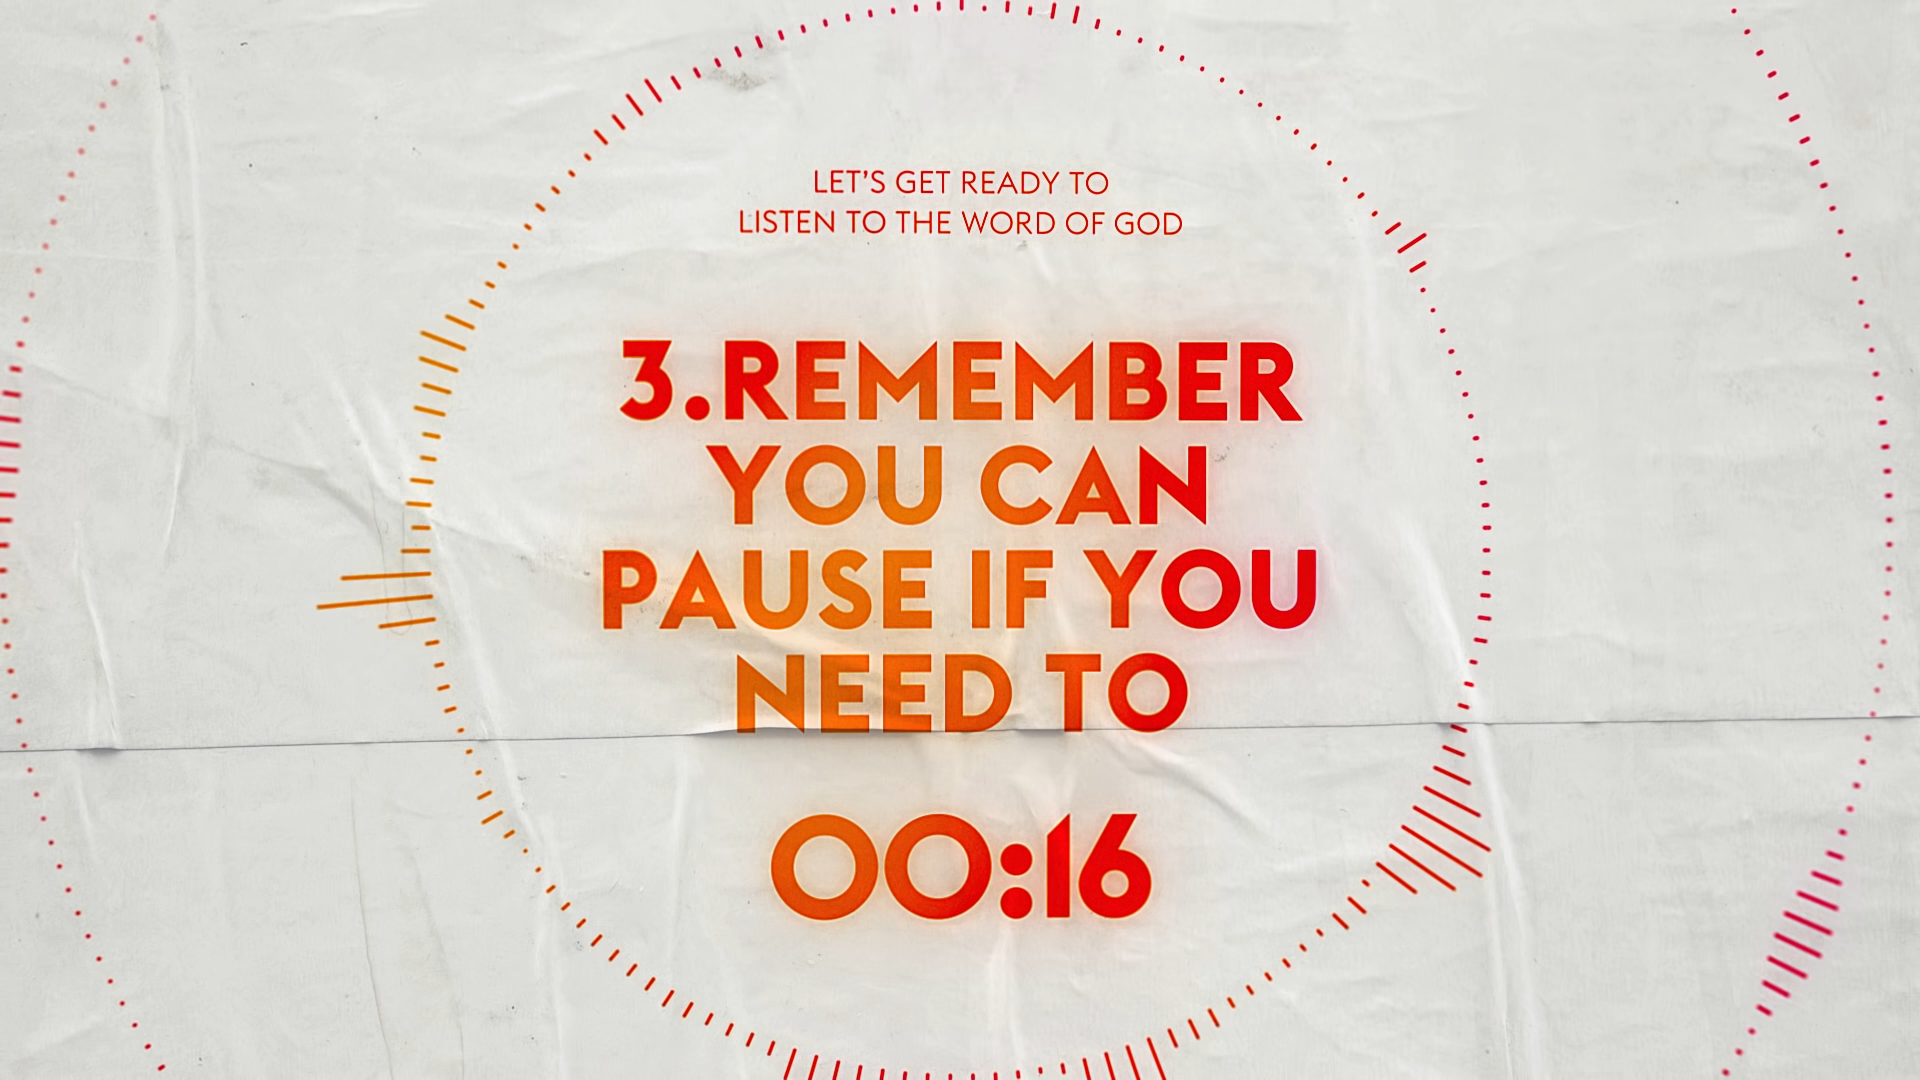 LET'S GET READY TO
LISTEN TO THE WORD OF GOD
3.REMEMBER
YOU CAN
PAUSE IF YOU
NEED TO
00:16